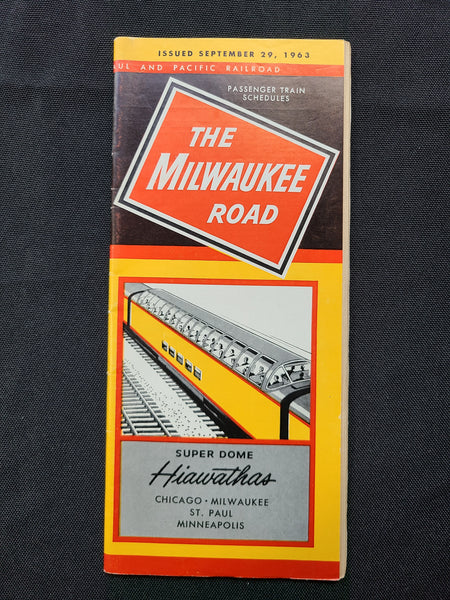 ISSUED SEPTEMBER 29, 1963
UL AND PACIFIC RAILROAD
PASSENGER TRAIN
SCHEDULES
THE
MILWAUKEE
ROAD
SUPER DOME
Hiawathas
CHICAGO • MILWAUKEE
ST. PAUL
MINNEAPOLIS